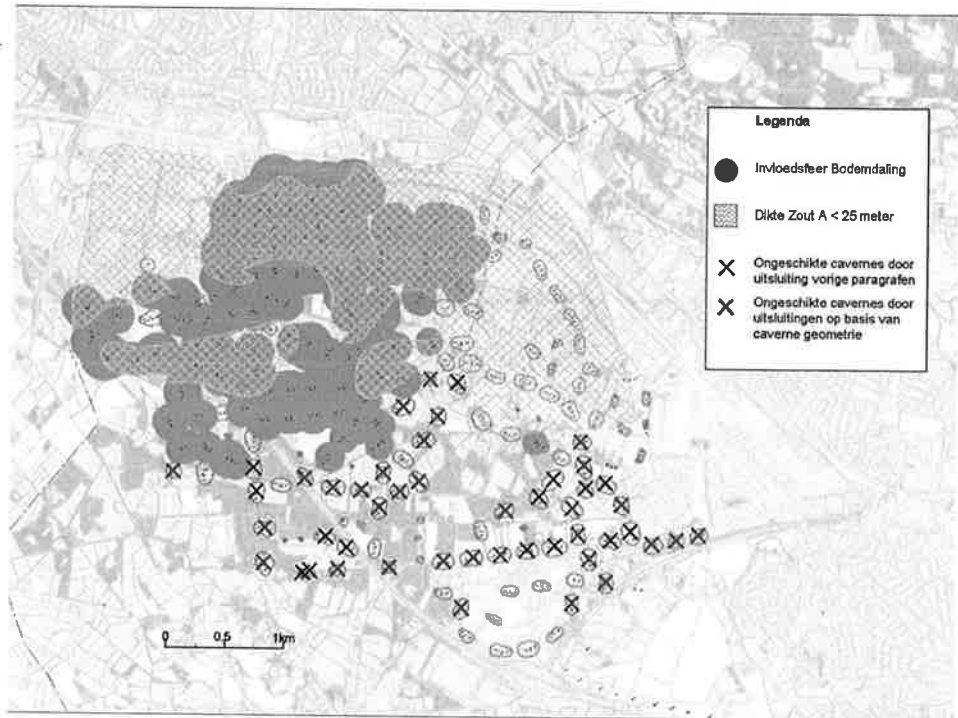 Legenda
Invloedsfeer Bodemdaling
Dikte Zout A < 25 meter
Ongeschikte cavernes door
uitsluiting vorige paragrafen
Ongeschikte cavernes door
uitsluitingen op basis van
caverne geometrie
0 0,5 1km